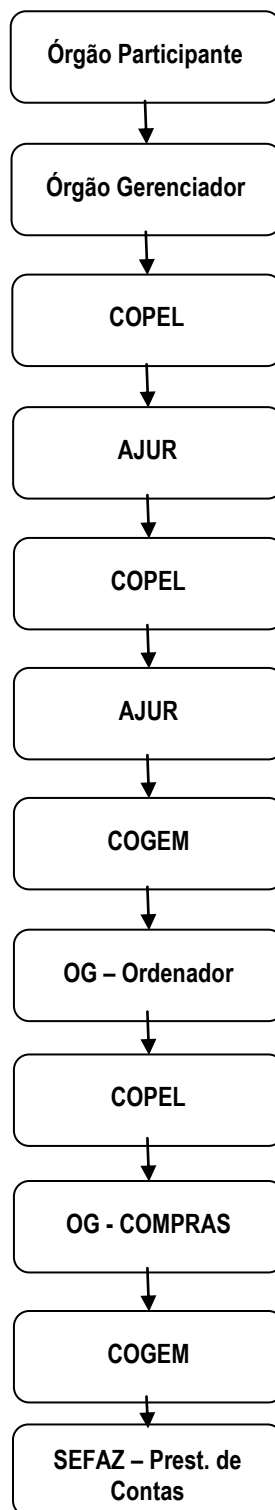 Órgão Participante
Órgão Gerenciador
COPEL
AJUR
COPEL
AJUR
COGEM
OG – Ordenador
COPEL
OG - COMPRAS
COGEM
SEFAZ – Prest. de
Contas